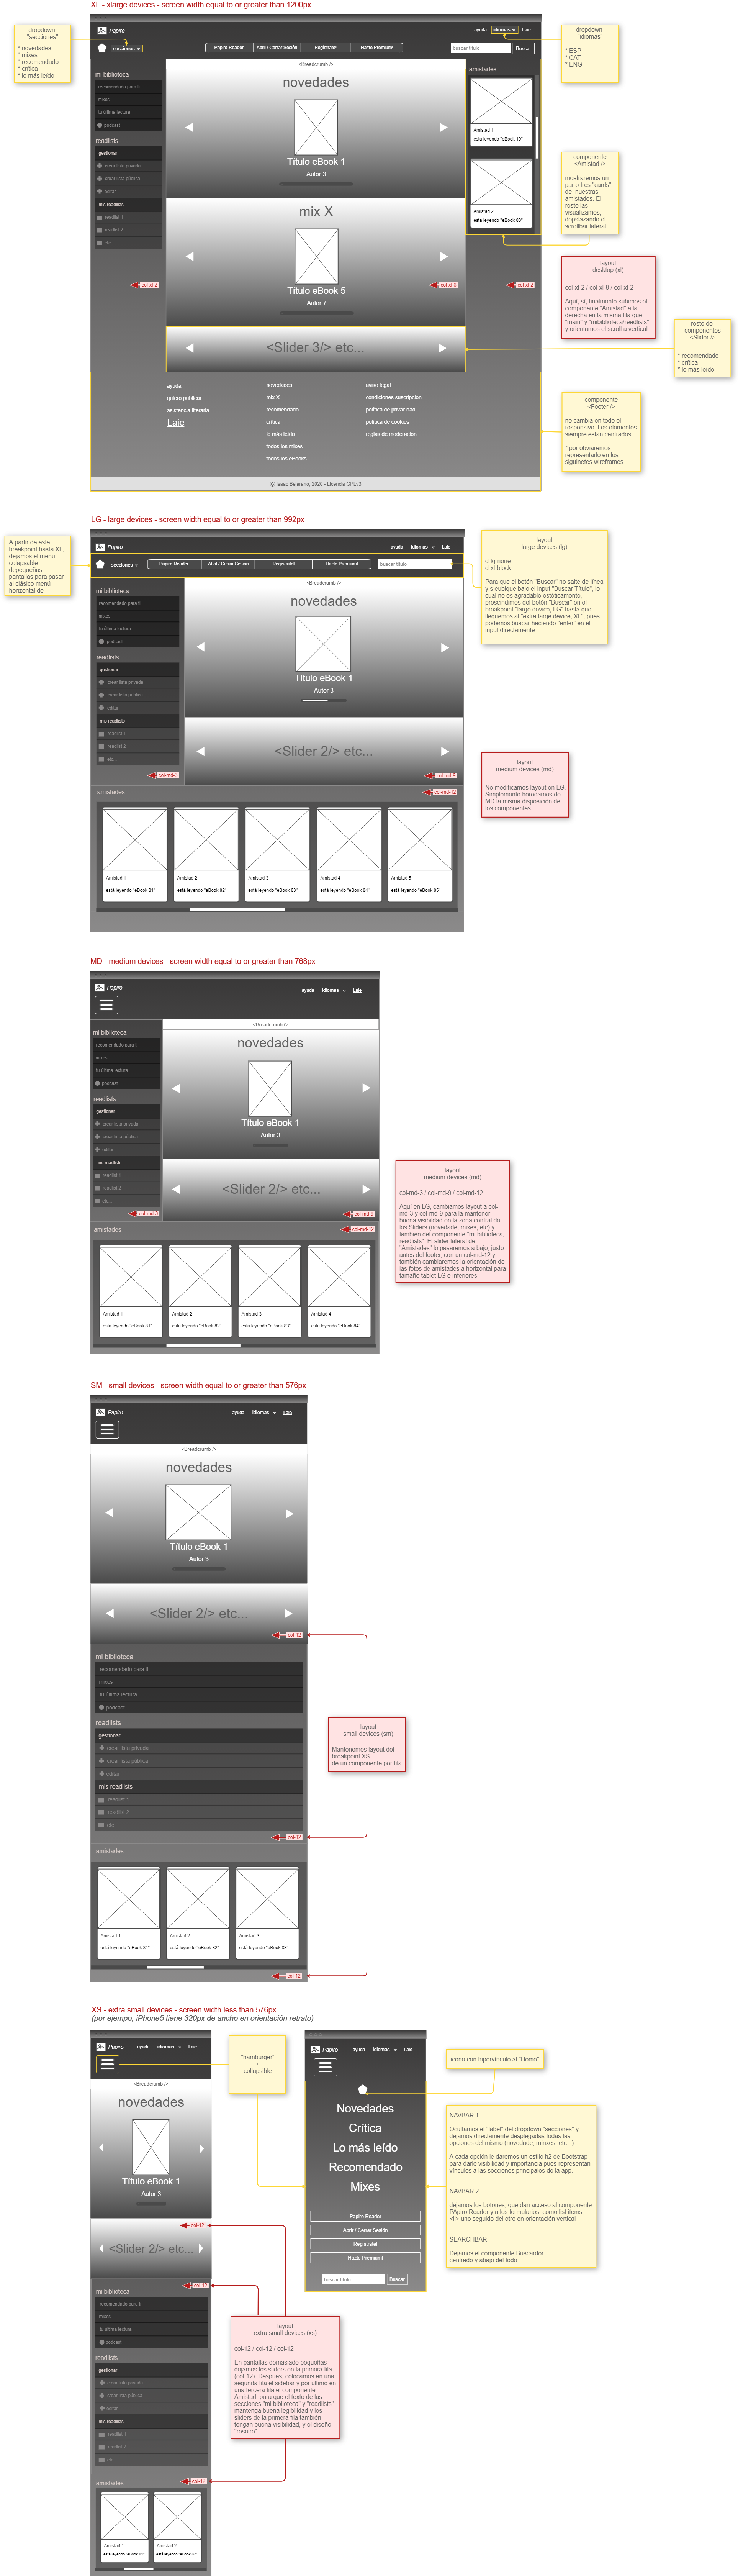 XL - xlarge devices - screen width equal to or greater than 1200px
dropdown
"secciones"
* novedades
* mixes
* recomendado
* crítica
* lo más leído
Papiro
ayuda
idiomas
Laie
secciones
Papiro Reader
Abrir / Cerrar Sesión
Regístrate!
Hazte Premium!
buscar título
Buscar
dropdown
"idiomas"
* ESP
* CAT
* ENG
mi biblioteca
recomendado para ti
mixes
tu última lectura
podcast
readlists
gestionar
crear lista privada
crear lista pública
editar
mis readlists
readlist 1
readlist 2
etc...
<Breadcrumb />
novedades
Título eBook 1
Autor 3
mix X
Título eBook 5
Autor 7
<Slider 3/> etc...
amistades
Amistad 1
está leyendo "eBook 19"
Amistad 2
está leyendo "eBook 83"
col-xl-2
col-xl-8
col-xl-2
componente
<Amistad />
mostraremos un
par o tres "cards"
de nuestras
amistades. El
resto las
visualizamos,
depslazando el
scrollbar lateral
layout
desktop (xl)
col-xl-2 / col-xl-8 / col-xl-2
Aquí, sí, finalmente subimos el
componente "Amistad" a la
derecha en la misma fila que
"main" y "mibiblioteca/readlists",
y orientamos el scroll a vertical
resto de
componentes
<Slider />
* recomendado
* crítica
* lo más leído
ayuda
quiero publicar
asistencia literaria
Laie
novedades
mix X
recomendado
crítica
lo más leído
todos los mixes
todos los eBooks
aviso legal
condiciones suscripción
política de privacidad
política de cookies
reglas de moderación
© Isaac Bejarano, 2020 - Licencia GPLv3
componente
<Footer />
no cambia en todo el
responsive. Los elementos
siempre estan centrados
* por obviaremos
representarlo en los
siguinetes wireframes.
LG - large devices - screen width equal to or greater than 992px
A partir de este
breakpoint hasta XL,
dejamos el menú
colapsable
depequeñas
pantallas para pasar
al clásico menú
horizontal de
Papiro
ayuda
idiomas
Laie
secciones
Papiro Reader
Abrir / Cerrar Sesión
Regístrate!
Hazte Premium!
buscar título
layout
large devices (lg)
d-lg-none
d-xl-block
Para que el botón "Buscar" no salte de línea
y s eubique bajo el input "Buscar Título", lo
cual no es agradable estéticamente,
prescindimos del botón "Buscar" en el
breakpoint "large device, LG" hasta que
lleguemos al "extra large device, XL", pues
podemos buscar haciendo "enter" en el
input directamente.
mi biblioteca
recomendado para ti
mixes
tu última lectura
podcast
readlists
gestionar
crear lista privada
crear lista pública
editar
mis readlists
readlist 1
readlist 2
etc...
<Breadcrumb />
novedades
Título eBook 1
Autor 3
<Slider 2/> etc...
col-md-3
col-md-9
amistades
col-md-12
Amistad 1
está leyendo "eBook 81"
Amistad 2
está leyendo "eBook 82"
Amistad 3
está leyendo "eBook 83"
Amistad 4
está leyendo "eBook 84"
Amistad 5
está leyendo "eBook 85"
layout
medium devices (md)
No modificamos layout en LG.
Simplemente heredamos de
MD la misma disposición de
los componentes.
MD - medium devices - screen width equal to or greater than 768px
Papiro
ayuda
idiomas
Laie
mi biblioteca
recomendado para ti
mixes
tu última lectura
podcast
readlists
gestionar
crear lista privada
crear lista pública
editar
mis readlists
readlist 1
readlist 2
etc...
<Breadcrumb />
novedades
Título eBook 1
Autor 3
<Slider 2/> etc...
col-md-3
col-md-9
amistades
col-md-12
Amistad 1
está leyendo "eBook 81"
Amistad 2
está leyendo "eBook 82"
Amistad 3
está leyendo "eBook 83"
Amistad 4
está leyendo "eBook 84"
layout
medium devices (md)
col-md-3 / col-md-9 / col-md-12
Aquí en LG, cambiamos layout a col-
md-3 y col-md-9 para la mantener
buena visibilidad en la zona central de
los Sliders (novedade, mixes, etc) y
también del componente "mi biblioteca,
readlists". El slider lateral de
"Amistades" lo pasaremos a bajo, justo
antes del footer, con un col-md-12 y
también cambiaremos la orientación de
las fotos de amistades a horizontal para
tamaño tablet LG e inferiores.
SM - small devices - screen width equal to or greater than 576px
Papiro
ayuda
idiomas
Laie
<Breadcrumb />
novedades
Título eBook 1
Autor 3
<Slider 2/> etc...
col-12
mi biblioteca
recomendado para ti
mixes
tu última lectura
podcast
readlists
gestionar
crear lista privada
crear lista pública
editar
mis readlists
readlist 1
readlist 2
etc...
col-12
amistades
Amistad 1
está leyendo "eBook 81"
Amistad 2
está leyendo "eBook 82"
Amistad 3
está leyendo "eBook 83"
col-12
layout
small devices (sm)
Mantenemos layout del
breakpoint XS
de un componente por fila
XS - extra small devices - screen width less than 576px
(por ejempo, iPhone5 tiene 320px de ancho en orientación retrato)
Papiro
ayuda
idiomas
Laie
<Breadcrumb />
novedades
Título eBook 1
Autor 3
col-12
<Slider 2/> etc...
col-12
mi biblioteca
recomendado para ti
mixes
tu última lectura
podcast
readlists
gestionar
crear lista privada
crear lista pública
editar
mis readlists
readlist 1
readlist 2
etc...
amistades
col-12
Amistad 1
está leyendo "eBook 81"
Amistad 2
está leyendo "eBook 82"
"hamburger"
+
collapsible
Papiro
ayuda
idiomas
Laie
Novedades
Crítica
Lo más leído
Recomendado
Mixes
Papiro Reader
Abrir / Cerrar Sesión
Regístrate!
Hazte Premium!
buscar título
Buscar
icono con hipervínculo al "Home"
NAVBAR 1
Ocultamos el "label" del dropdown "secciones" y
dejamos directamente desplegadas todas las
opciones del mismo (novedade, minxes, etc...)
A cada opción le daremos un estilo h2 de Bootstrap
para darle visibilidad y importancia pues representan
vínculos a las secciones principales de la app.
NAVBAR 2
dejamos los botones, que dan acceso al componente
PApiro Reader y a los formularios, como list items
<li> uno seguido del otro en orientación vertical
SEARCHBAR
Dejamos el componente Buscardor
centrado y abajo del todo
layout
extra small devices (xs)
col-12 / col-12 / col-12
En pantallas demasiado pequeñas
dejamos los sliders en la primera fila
(col-12). Después, colocamos en una
segunda fila el sidebar y por último en
una tercera fila el componente
Amistad, para que el texto de las
secciones "mi biblioteca" y "readlists"
mantenga buena legibilidad y los
sliders de la primera fila también
tengan buena visibilidad, y el diseño
"respire"